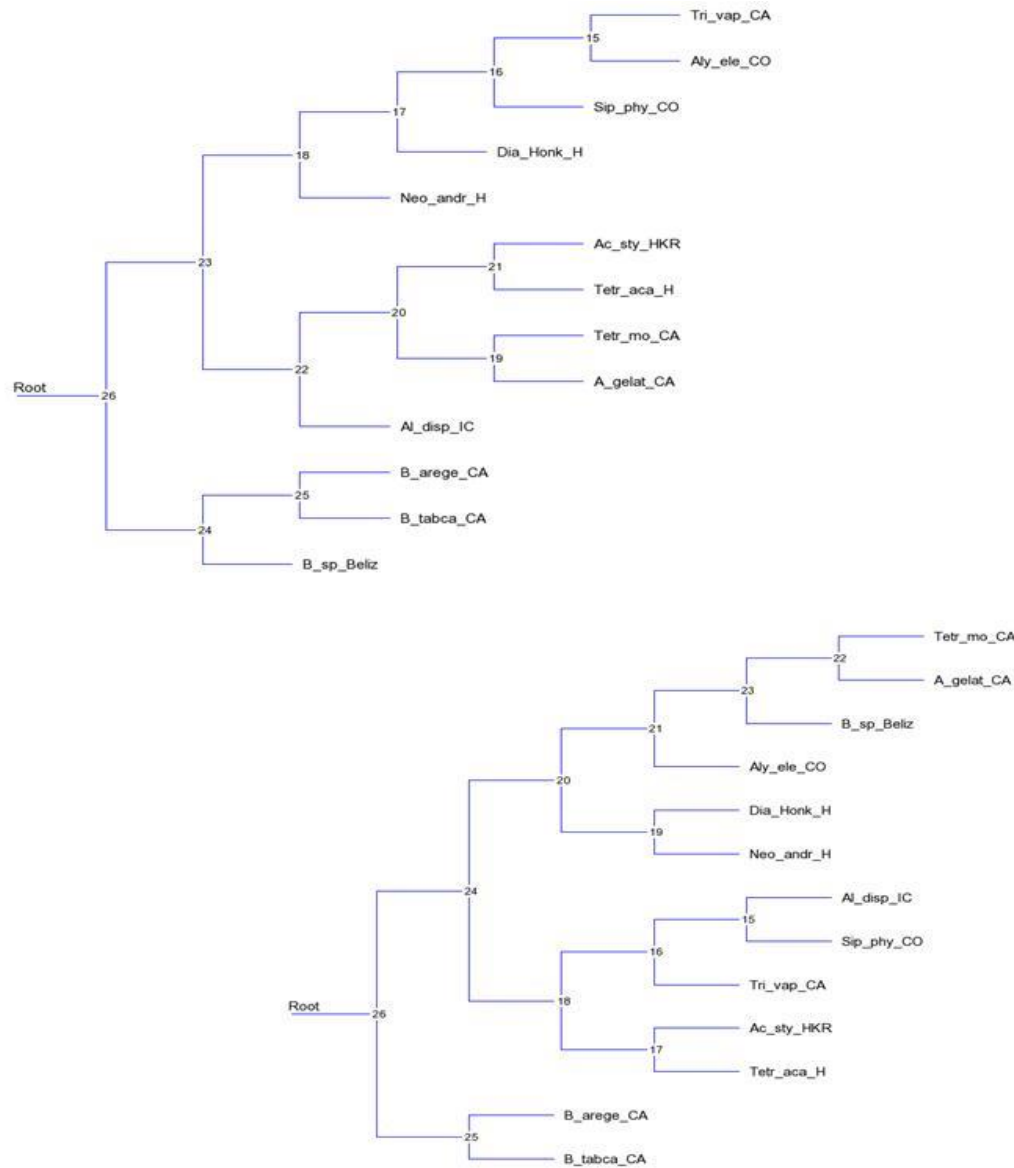 Tri_vap_CA
15
Aly_ele_CO
16
Sip_phy_CO
17
Dia_Honk_H
18
Neo_andr_H
Ac_sty_HKR
23
21
Tetr_aca_H
20
Tetr_mo_CA
19
22
A_gelat_CA
Root
26
Al_disp_IC
B_arege_CA
25
B_tabca_CA
24
B_sp_Beliz
Tetr_mo_CA
22
A_gelat_CA
23
B_sp_Beliz
21
Aly_ele_CO
20
Dia_Honk_H
19
Neo_andr_H
24
Al_disp_IC
15
Sip_phy_CO
16
Tri_vap_CA
18
Root
26
Ac_sty_HKR
17
Tetr_aca_H
B_arege_CA
25
B_tabca_CA